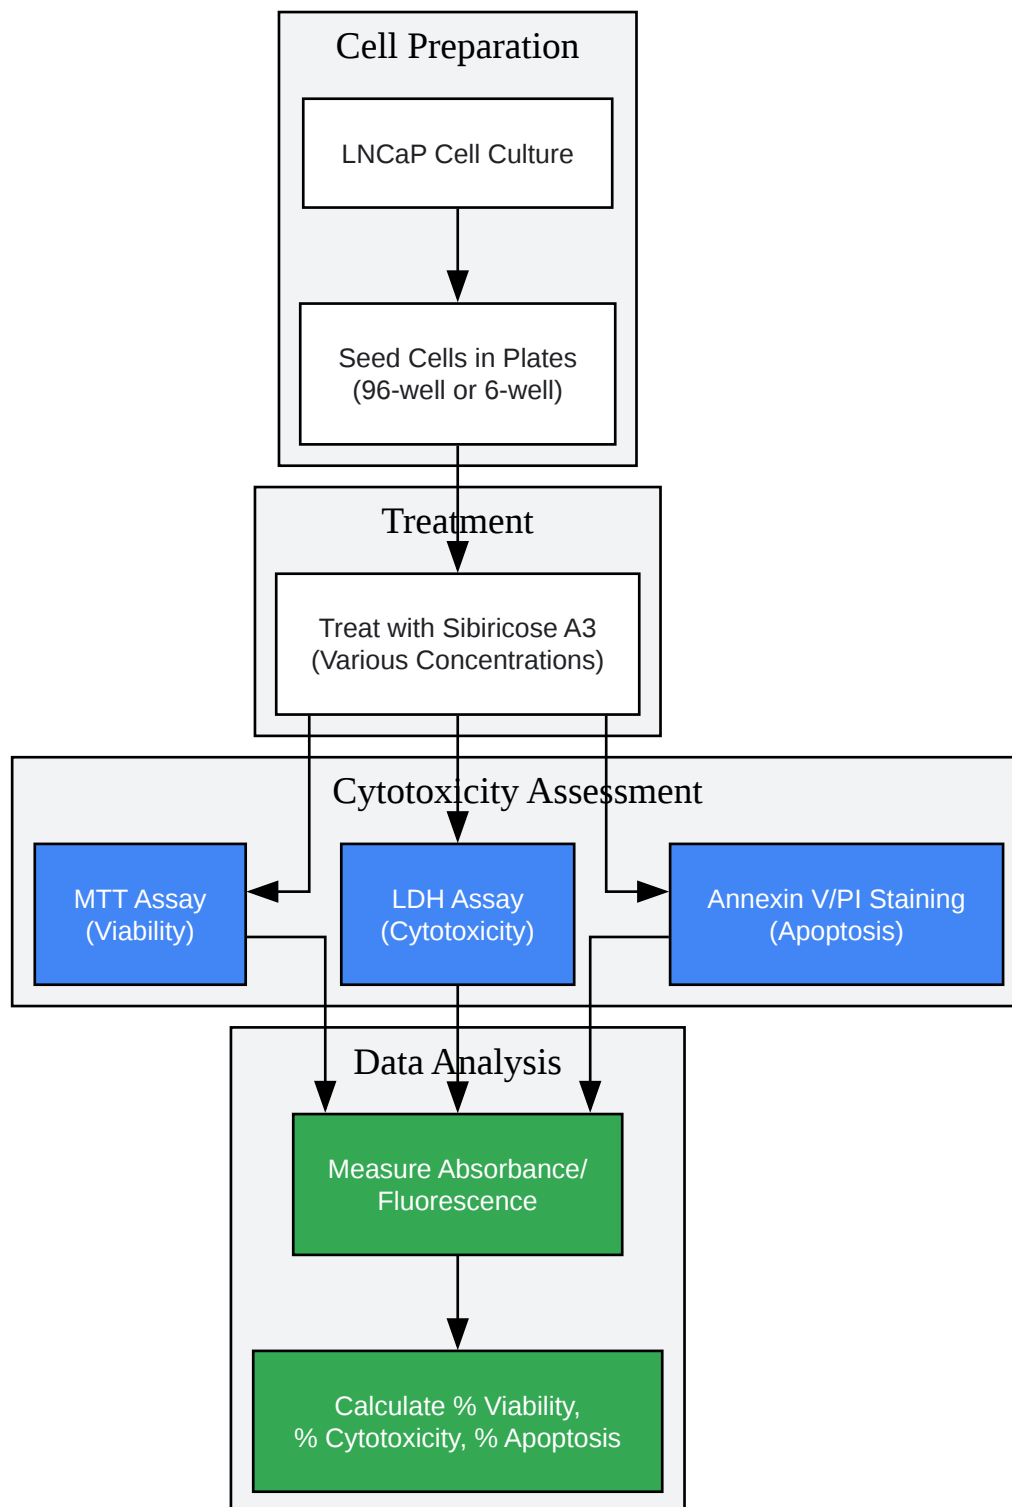 Cell Preparation
LNCaP Cell Culture
Seed Cells in Plates
(96-well or 6-well)
Treatment
Treat with Sibiricose A3
(Various Concentrations)
Cytotoxicity Assessment
MTT Assay
(Viability)
LDH Assay
(Cytotoxicity)
Annexin V/PI Staining
(Apoptosis)
Data Analysis
Measure Absorbance/
Fluorescence
Calculate % Viability,
% Cytotoxicity, % Apoptosis